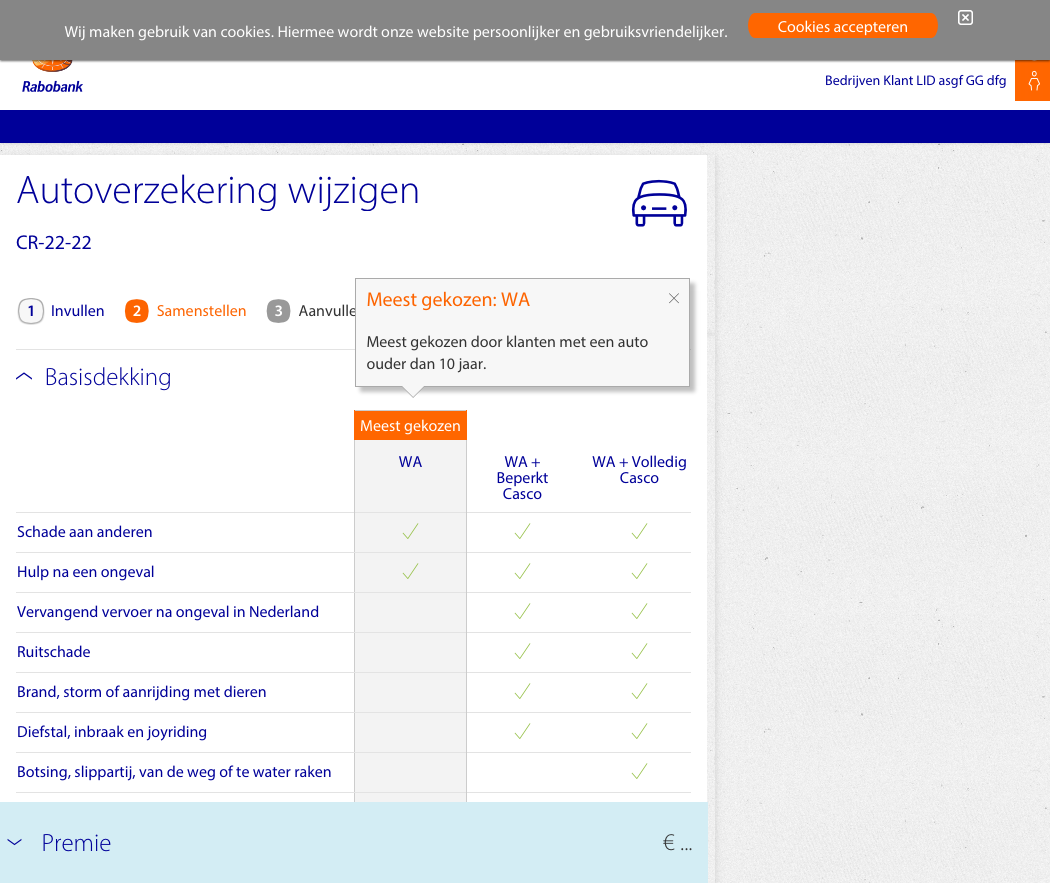 Wij maken gebruik van cookies. Hiermee wordt onze website persoonlijker en gebruiksvriendelijker.
Cookies accepteren
Rabobank
Bedrijven Klant LID asgf GG dfg
Autoverzekering wijzigen
CR-22-22
1 Invullen 2 Samenstellen 3 Aanvulle
Meest gekozen: WA
Meest gekozen door klanten met een auto
ouder dan 10 jaar.
Basisdekking
Meest gekozen
WA
WA +
Beperkt
Casco
WA + Volledig
Casco
Schade aan anderen
Hulp na een ongeval
Vervangend vervoer na ongeval in Nederland
Ruitschade
Brand, storm of aanrijding met dieren
Diefstal, inbraak en joyriding
Botsing, slippartij, van de weg of te water raken
Premie
€ ...